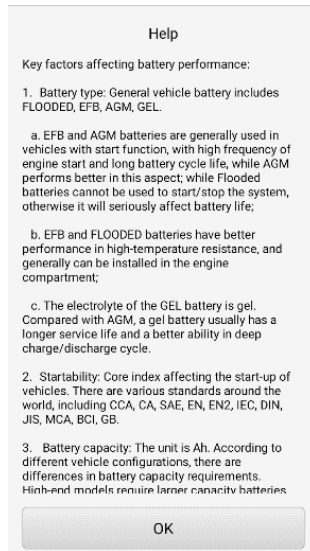 Help
Key factors affecting battery performance:
1. Battery type: General vehicle battery includes
FLOODED, EFB, AGM, GEL.
a. EFB and AGM batteries are generally used in
vehicles with start function, with high frequency of
engine start and long battery cycle life, while AGM
performs better in this aspect; while Flooded
batteries cannot be used to start/stop the system,
otherwise it will seriously affect battery life;
b. EFB and FLOODED batteries have better
performance in high-temperature resistance, and
generally can be installed in the engine
compartment;
c. The electrolyte of the GEL battery is gel.
Compared with AGM, a gel battery usually has a
longer service life and a better ability in deep
charge/discharge cycle.
2. Startability: Core index affecting the start-up of
vehicles. There are various standards around the
world, including CCA, CA, SAE, EN, EN2, IEC, DIN,
JIS, MCA, BCI, GB.
3. Battery capacity: The unit is Ah. According to
different vehicle configurations, there are
differences in battery capacity requirements.
High-end models require larger capacity batteries
OK